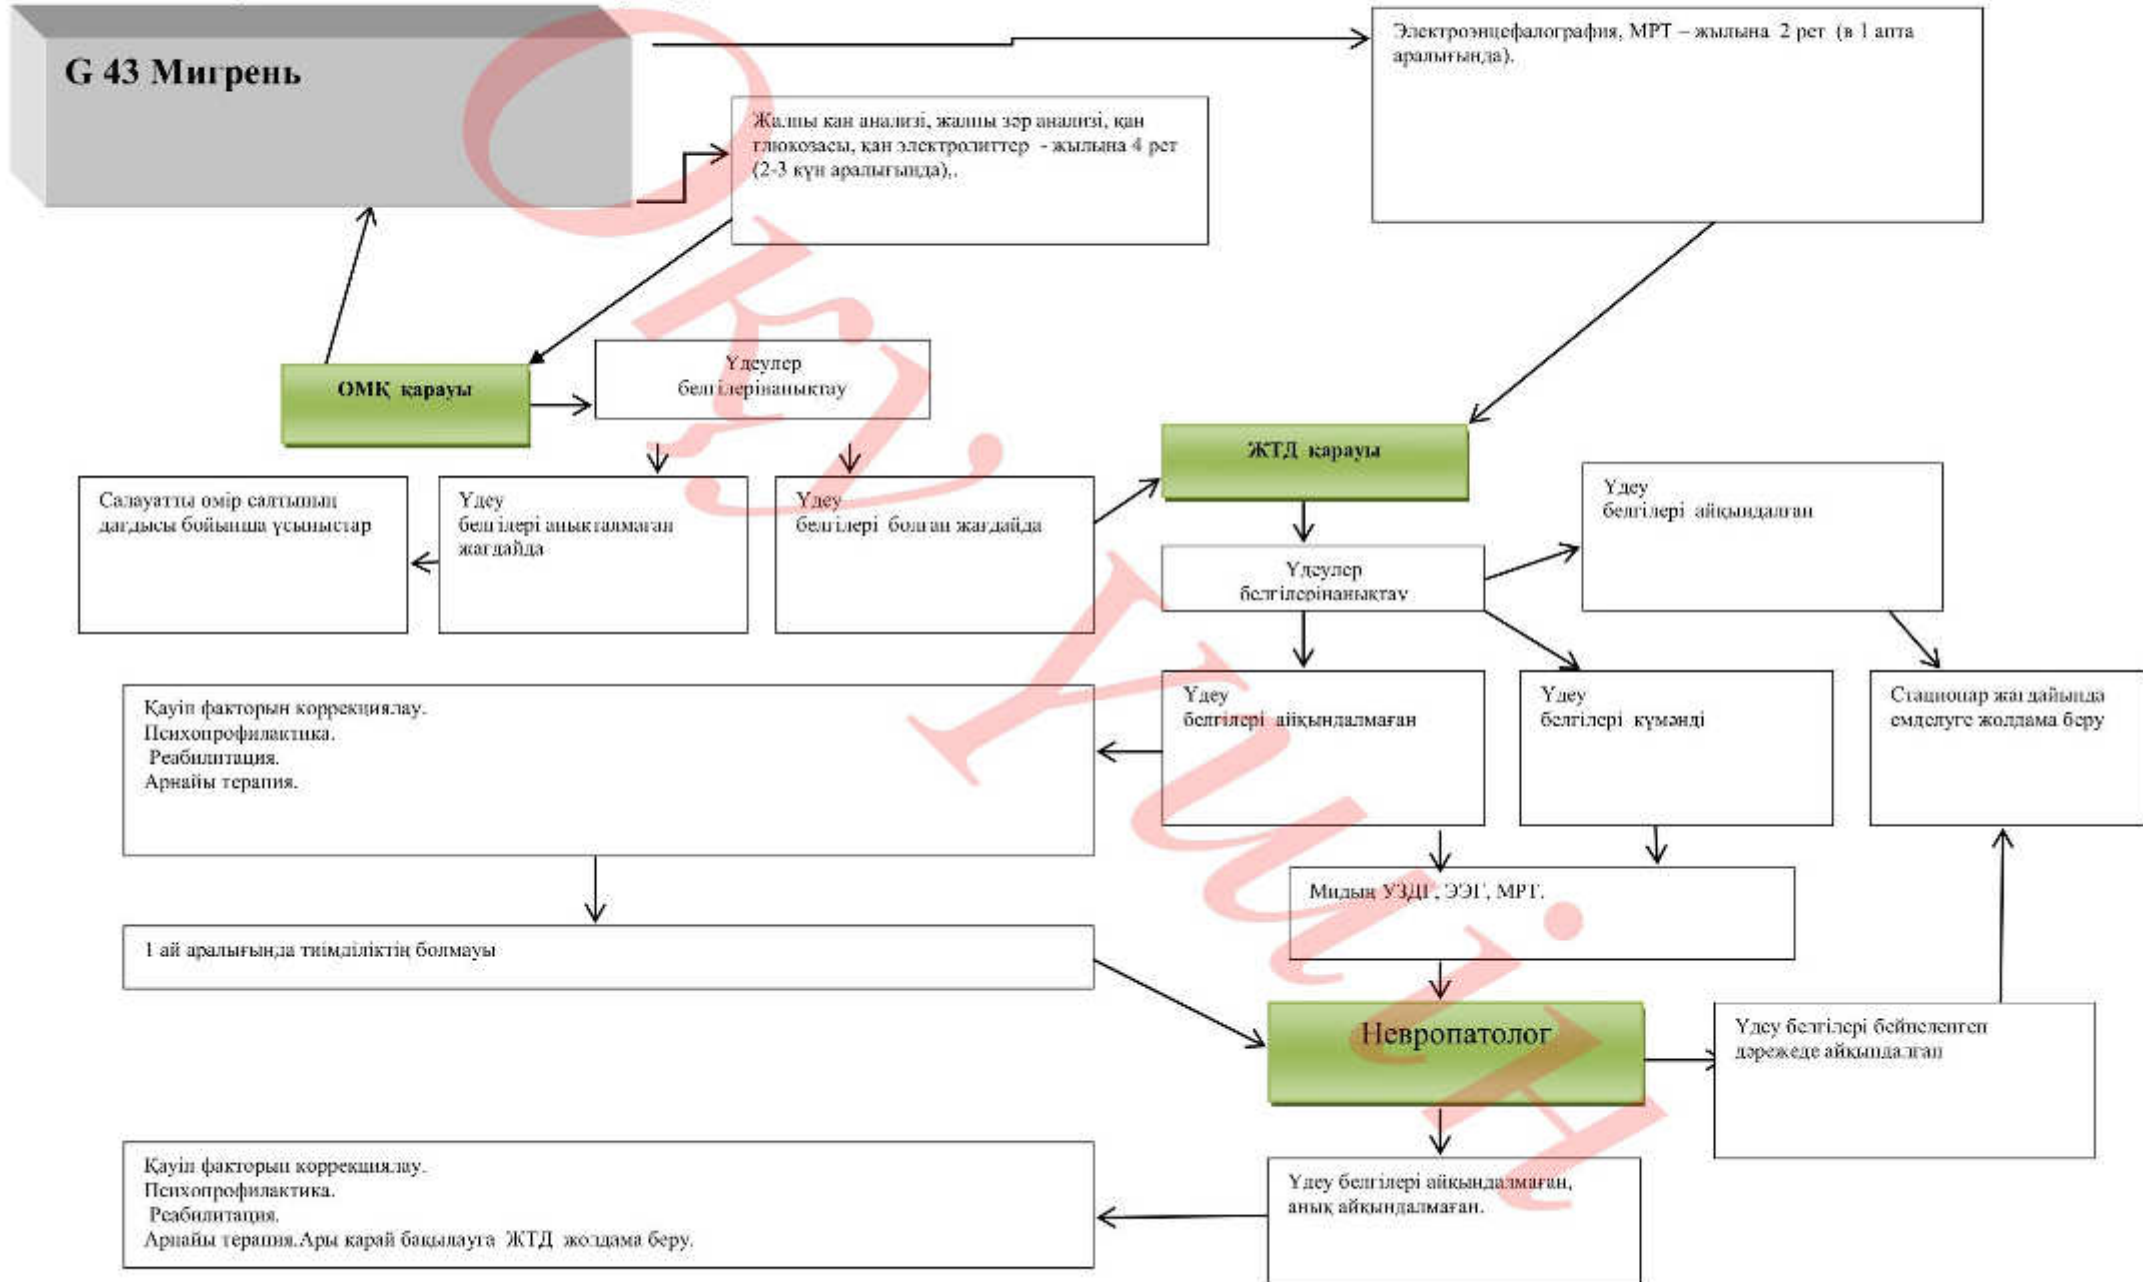 G 43 Мигрень
Электроэнцефалография, МРТ – жылына 2 рет (в 1 апта
аралығында).
Жалпы қан анализі, жалпы зәр анализі, қан
глюкозасы, қан электролиттер - жылына 4 рет
(2-3 күн аралығында),.
ОМҚ қарауы
Үдеулер
белгілерінанықтау
ЖТД қарауы
Салауатты өмір салтының
дағдысы бойынша ұсыныстар
Үдеу
белгілері анықталмаған
жағдайда
Үдеу
белгілері болған жағдайда
Үдеу
белгілері айқындалған
Үдеулер
белгілерінанықтау
Қауіп факторын коррекциялау.
Психопрофилактика.
Реабилитация.
Арнайы терапия.
Үдеу
белгілері айқындалмаған
Үдеу
белгілері күмәнді
Стационар жағдайында
емделуге жолдама беру
Мидың УЗДГ, ЭЭГ, МРТ.
1 ай аралығында тиімділіктің болмауы
Невропатолог
Үдеу белгілері бейнеленген
дәрежеде айқындалған
Қауіп факторын коррекциялау.
Психопрофилактика.
Реабилитация.
Арнайы терапия.Ары қарай бақылауға ЖТД жолдама беру.
Үдеу белгілері айқындалмаған,
анық айқындалмаған.
Оқу Үшін